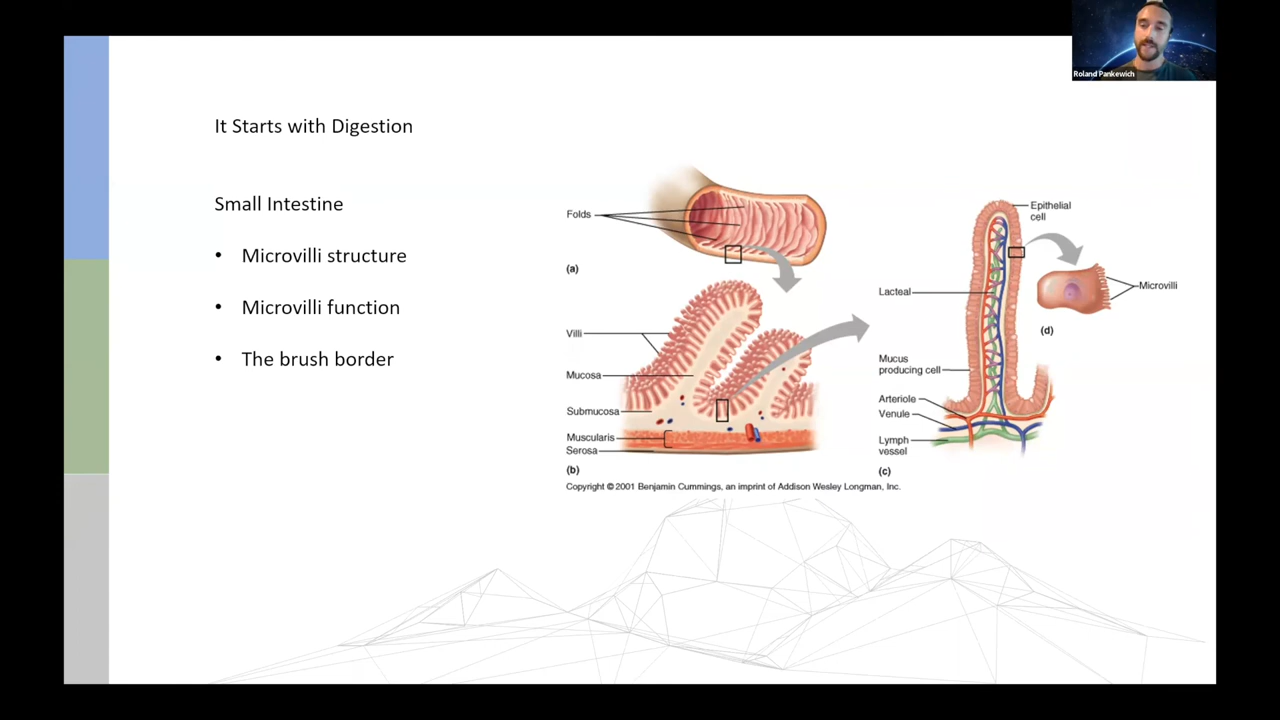 Roland Pankewich
It Starts with Digestion
Small Intestine
• Microvilli structure
• Microvilli function
• The brush border
Folds
(a)
Villi
Mucosa
Submucosa
Muscularis
Serosa
(b)
Epithelial
cell
Lacteal
Microvilli
(d)
Mucus
producing cell
Arteriole
Venule
Lymph
vessel
(c)
Copyright © 2001 Benjamin Cummings, an imprint of Addison Wesley Longman, Inc.